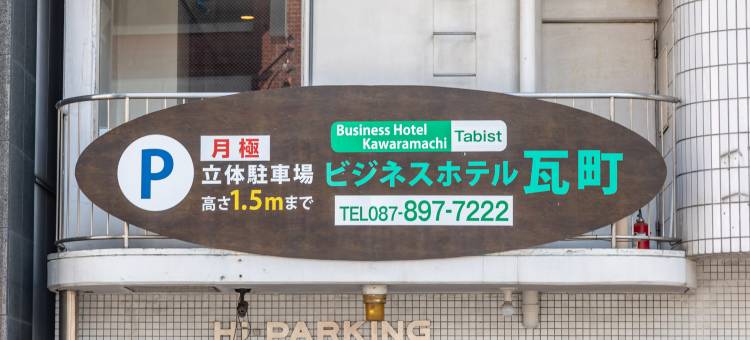 P
月極
立体駐車場
高さ1.5mまで
Business Hotel
Kawaramachi
Tabist
ビジネスホテル瓦町
TEL087-897-7222
Hi-PARKING